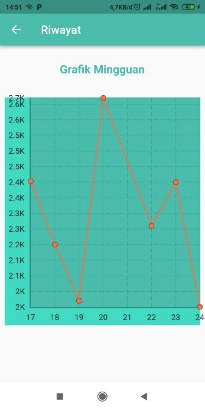 14:51 P 4,7KB/d
Riwayat
Grafik Mingguan
2.7K
2.6K
2.6K
2.5K
2.5K
2.4K
2.4K
2.3K
2.3K
2.2K
2.2K
2.1K
2.1K
2K
2K
17 18 19 20 21 22 23 24